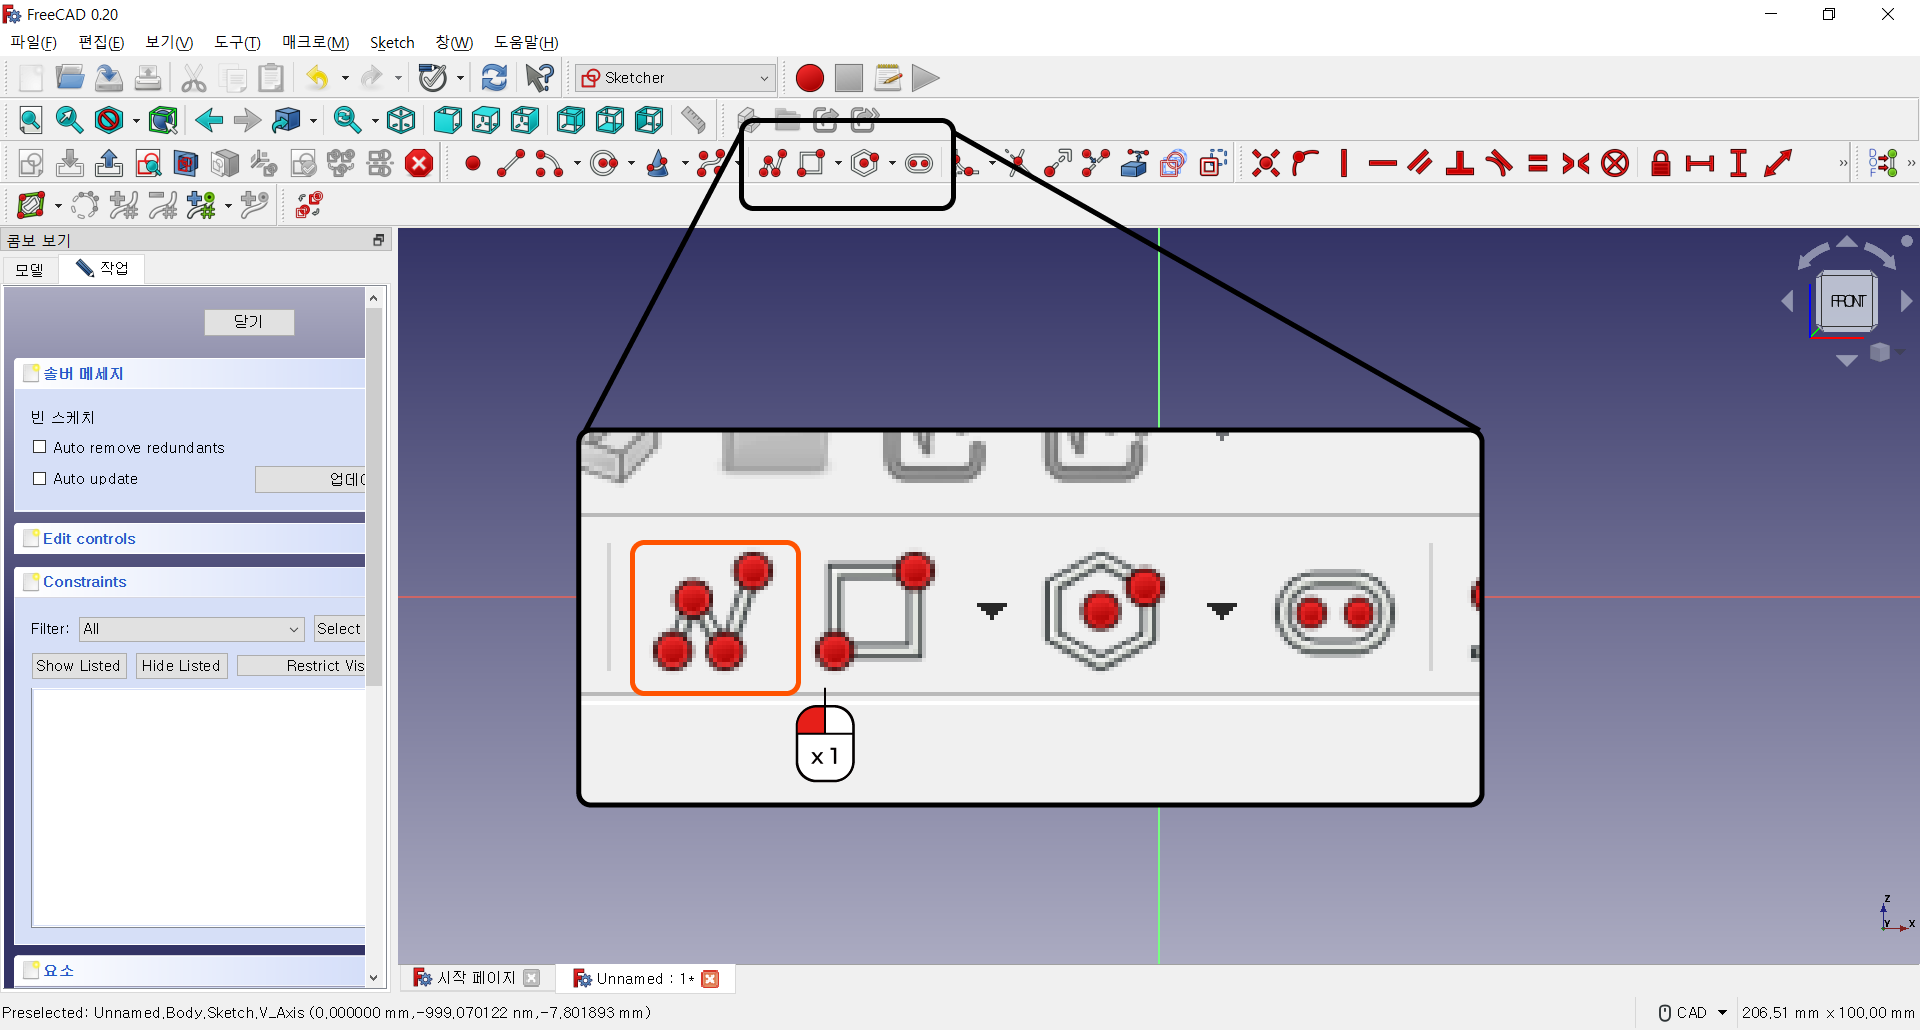 FreeCAD 0.20
파일(F) 편집(E) 보기(V) 도구(T) 매크로(M) Sketch 창(W) 도움말(H)
Sketcher
콤보 보기
모델 작업
닫기
솔버 메세지
빈 스케치
Auto remove redundants
Auto update
Edit controls
Constraints
Filter: All Select
Show Listed Hide Listed Restrict Vis
요소
FRONT
x 1
Z
Y X
시작 페이지 Unnamed : 1*
Preselected: Unnamed.Body.Sketch.V_Axis (0.000000 mm,-999.070122 nm,-7.801893 mm)
CAD 206.51 mm x 100.00 mm